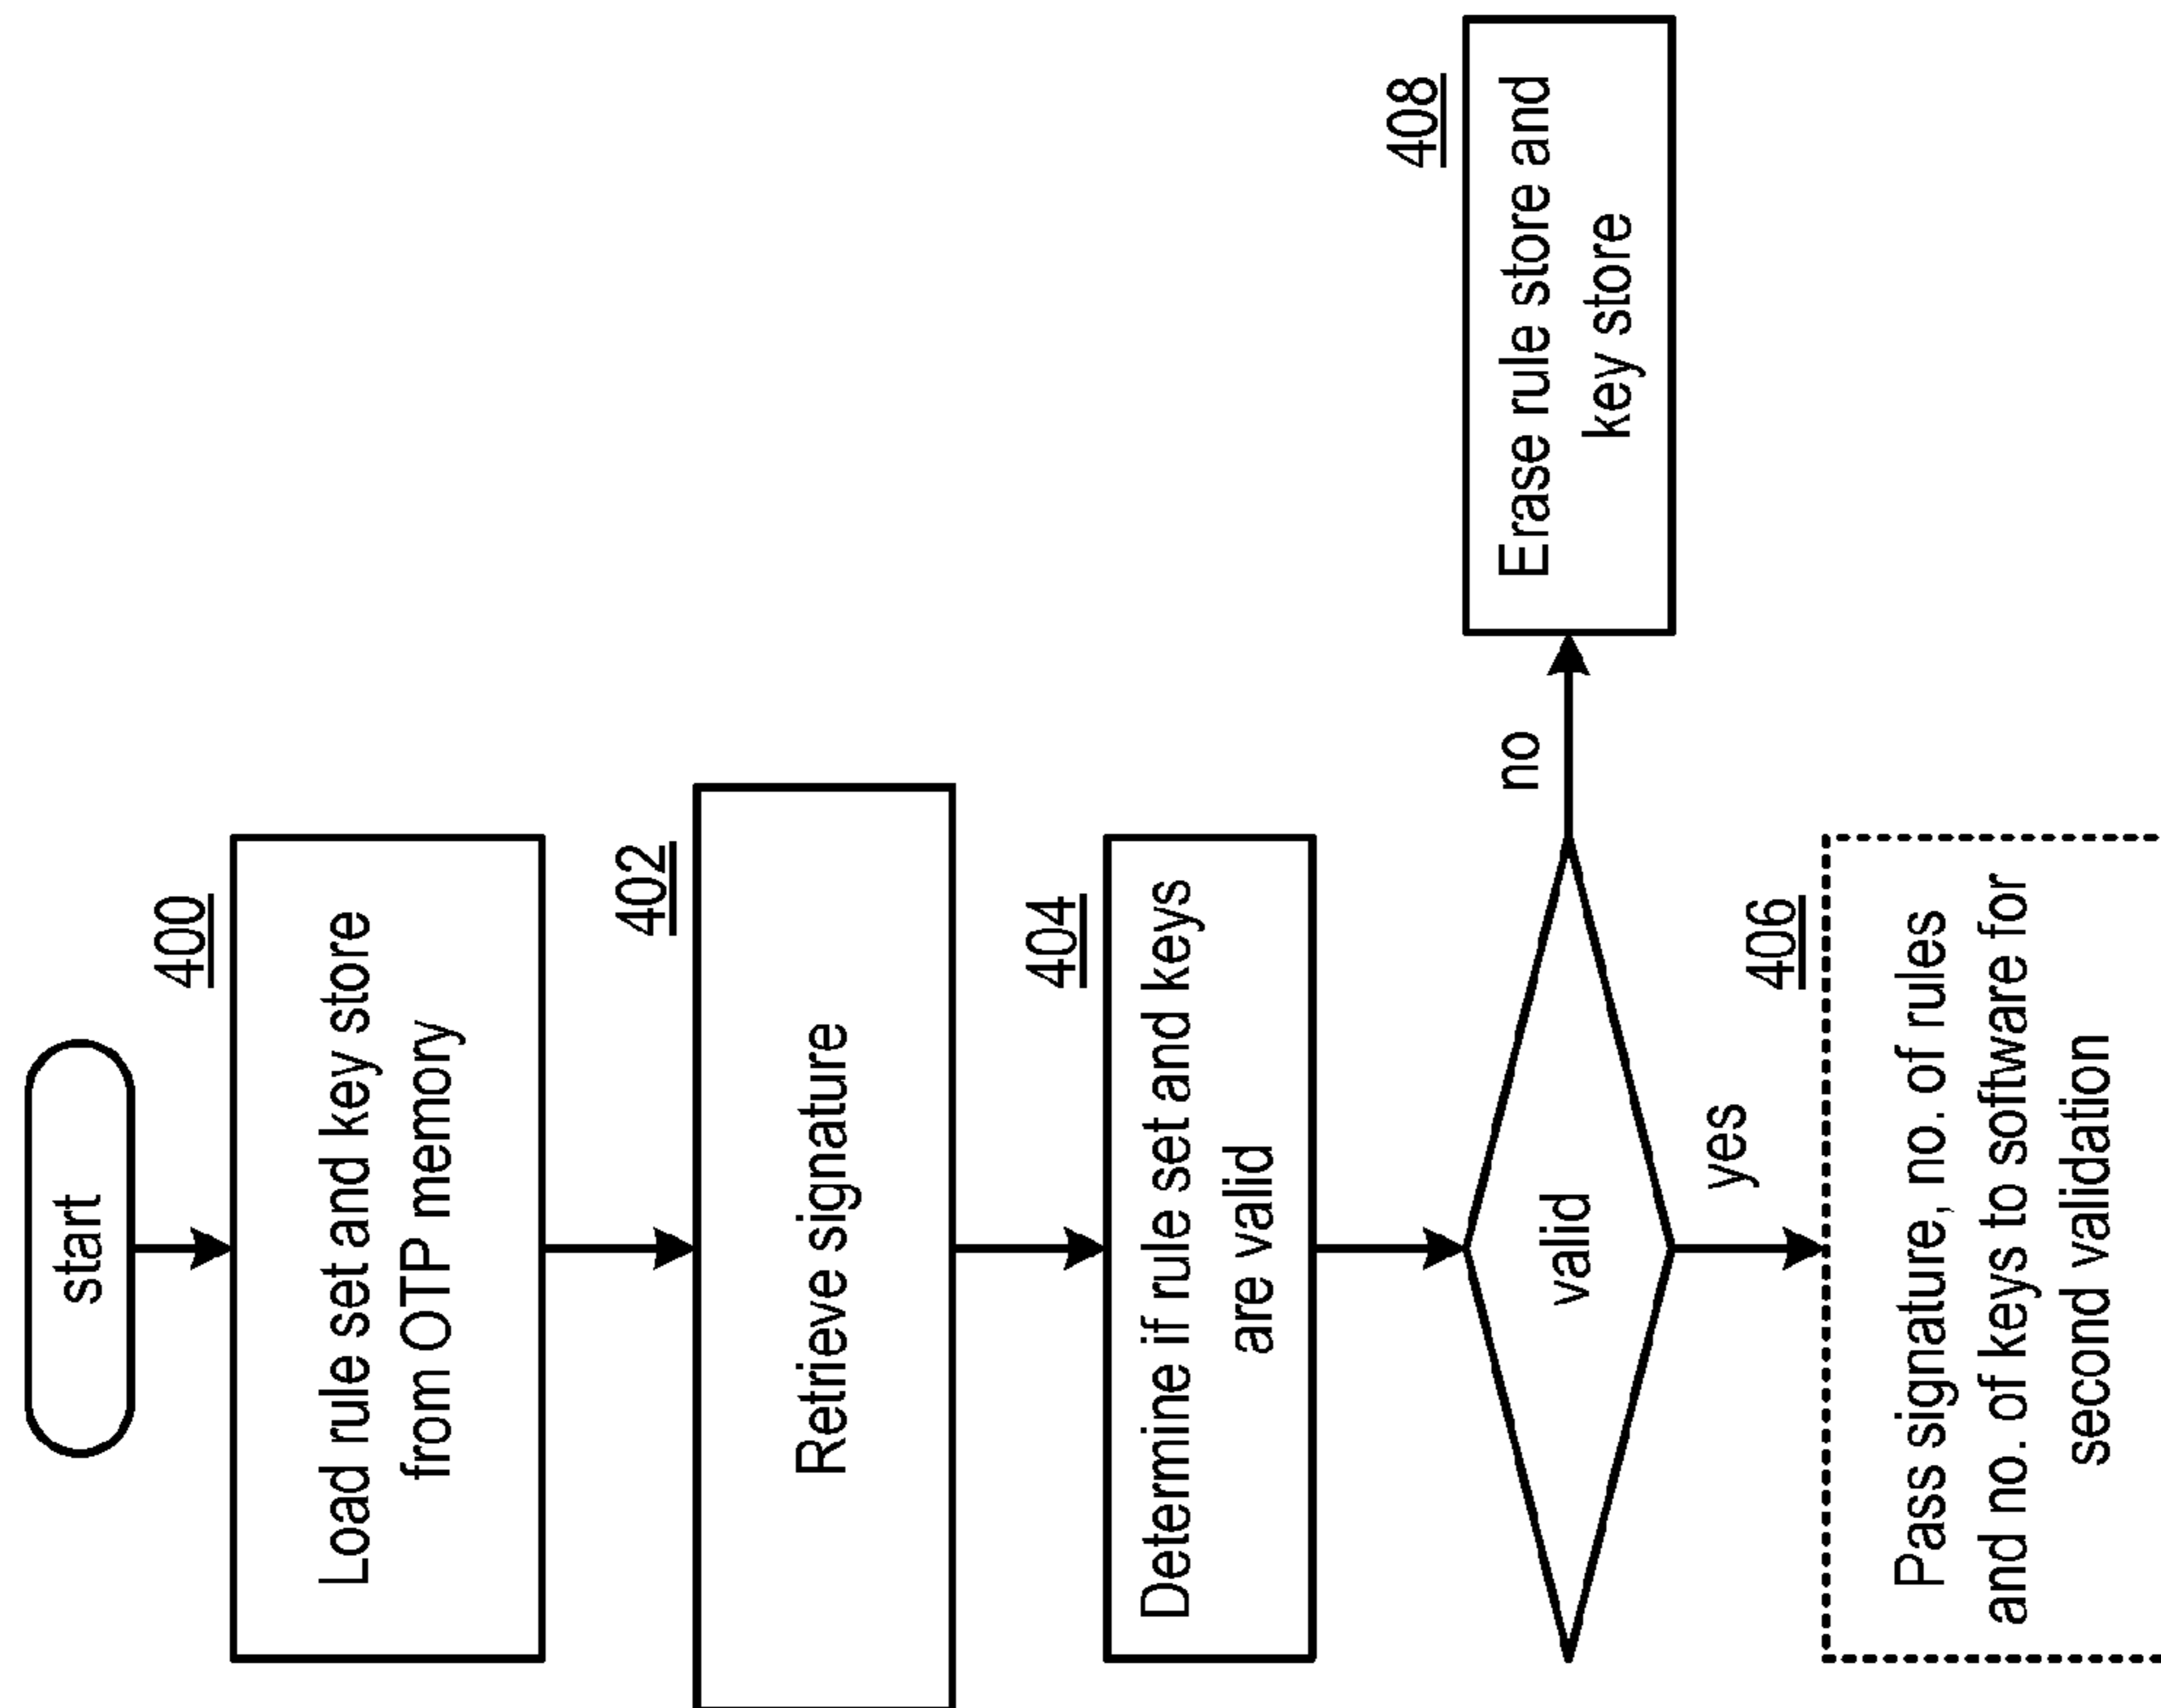 start
400
Load rule set and key store
from OTP memory
402
Retrieve signature
404
Determine if rule set and keys
are valid
valid
no
408
Erase rule store and
key store
yes
406
Pass signature, no. of rules
and no. of keys to software for
second validation